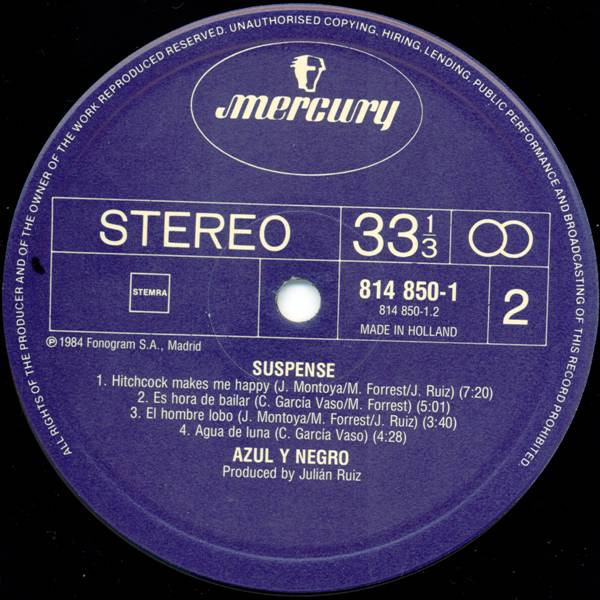 ALL RIGHTS OF THE PRODUCER AND OF THE OWNER OF THE WORK REPRODUCED RESERVED. UNAUTHORISED COPYING, HIRING, LENDING, PUBLIC PERFORMANCE AND BROADCASTING OF THIS RECORD PROHIBITED.
mercury
STEREO 33 1/3
STEMRA
814 850-1
814 850-1.2
MADE IN HOLLAND
2
℗ 1984 Fonogram S.A., Madrid
SUSPENSE
1. Hitchcock makes me happy (J. Montoya/M. Forrest/J. Ruiz) (7:20)
2. Es hora de bailar (C. García Vaso/M. Forrest) (5:01)
3. El hombre lobo (J. Montoya/M. Forrest/J. Ruiz) (3:40)
4. Agua de luna (C. García Vaso) (4:28)
AZUL Y NEGRO
Produced by Julián Ruiz